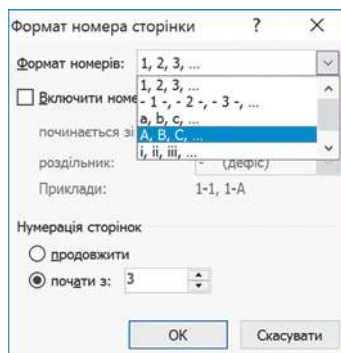 Формат номера сторінки ? ×
Формат номерів: 1, 2, 3, ...
1, 2, 3, ...
Включити номе - 1 -, - 2 -, - 3 -, ...
a, b, c, ...
починається зі A, B, C, ...
i, ii, iii, ...
роздільник: - (дефіс)
Приклади: 1-1, 1-A
Нумерація сторінок
продовжити
почати з: 3
OK Скасувати